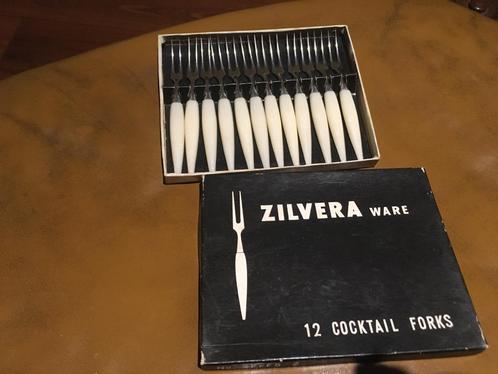 ZILVERA WARE
12 COCKTAIL FORKS